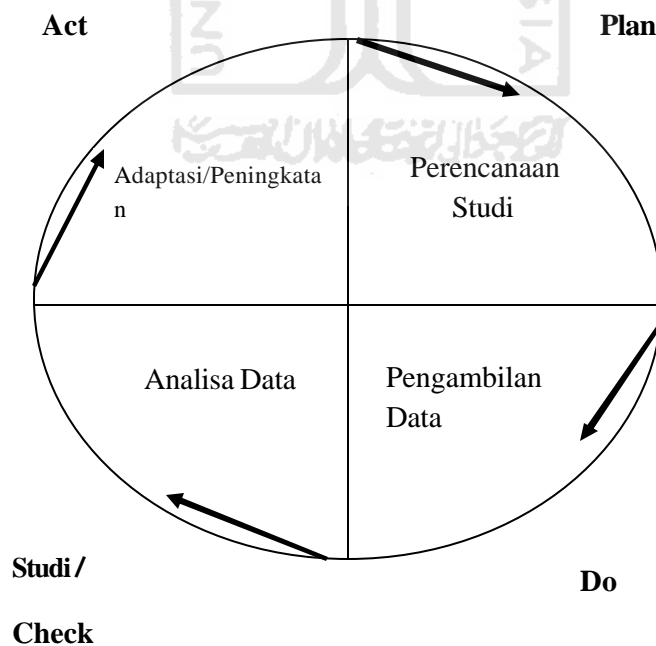 Act
Plan
Adaptasi/Peningkata
n
Perencanaan
Studi
Analisa Data
Pengambilan
Data
Studi/
Check
Do